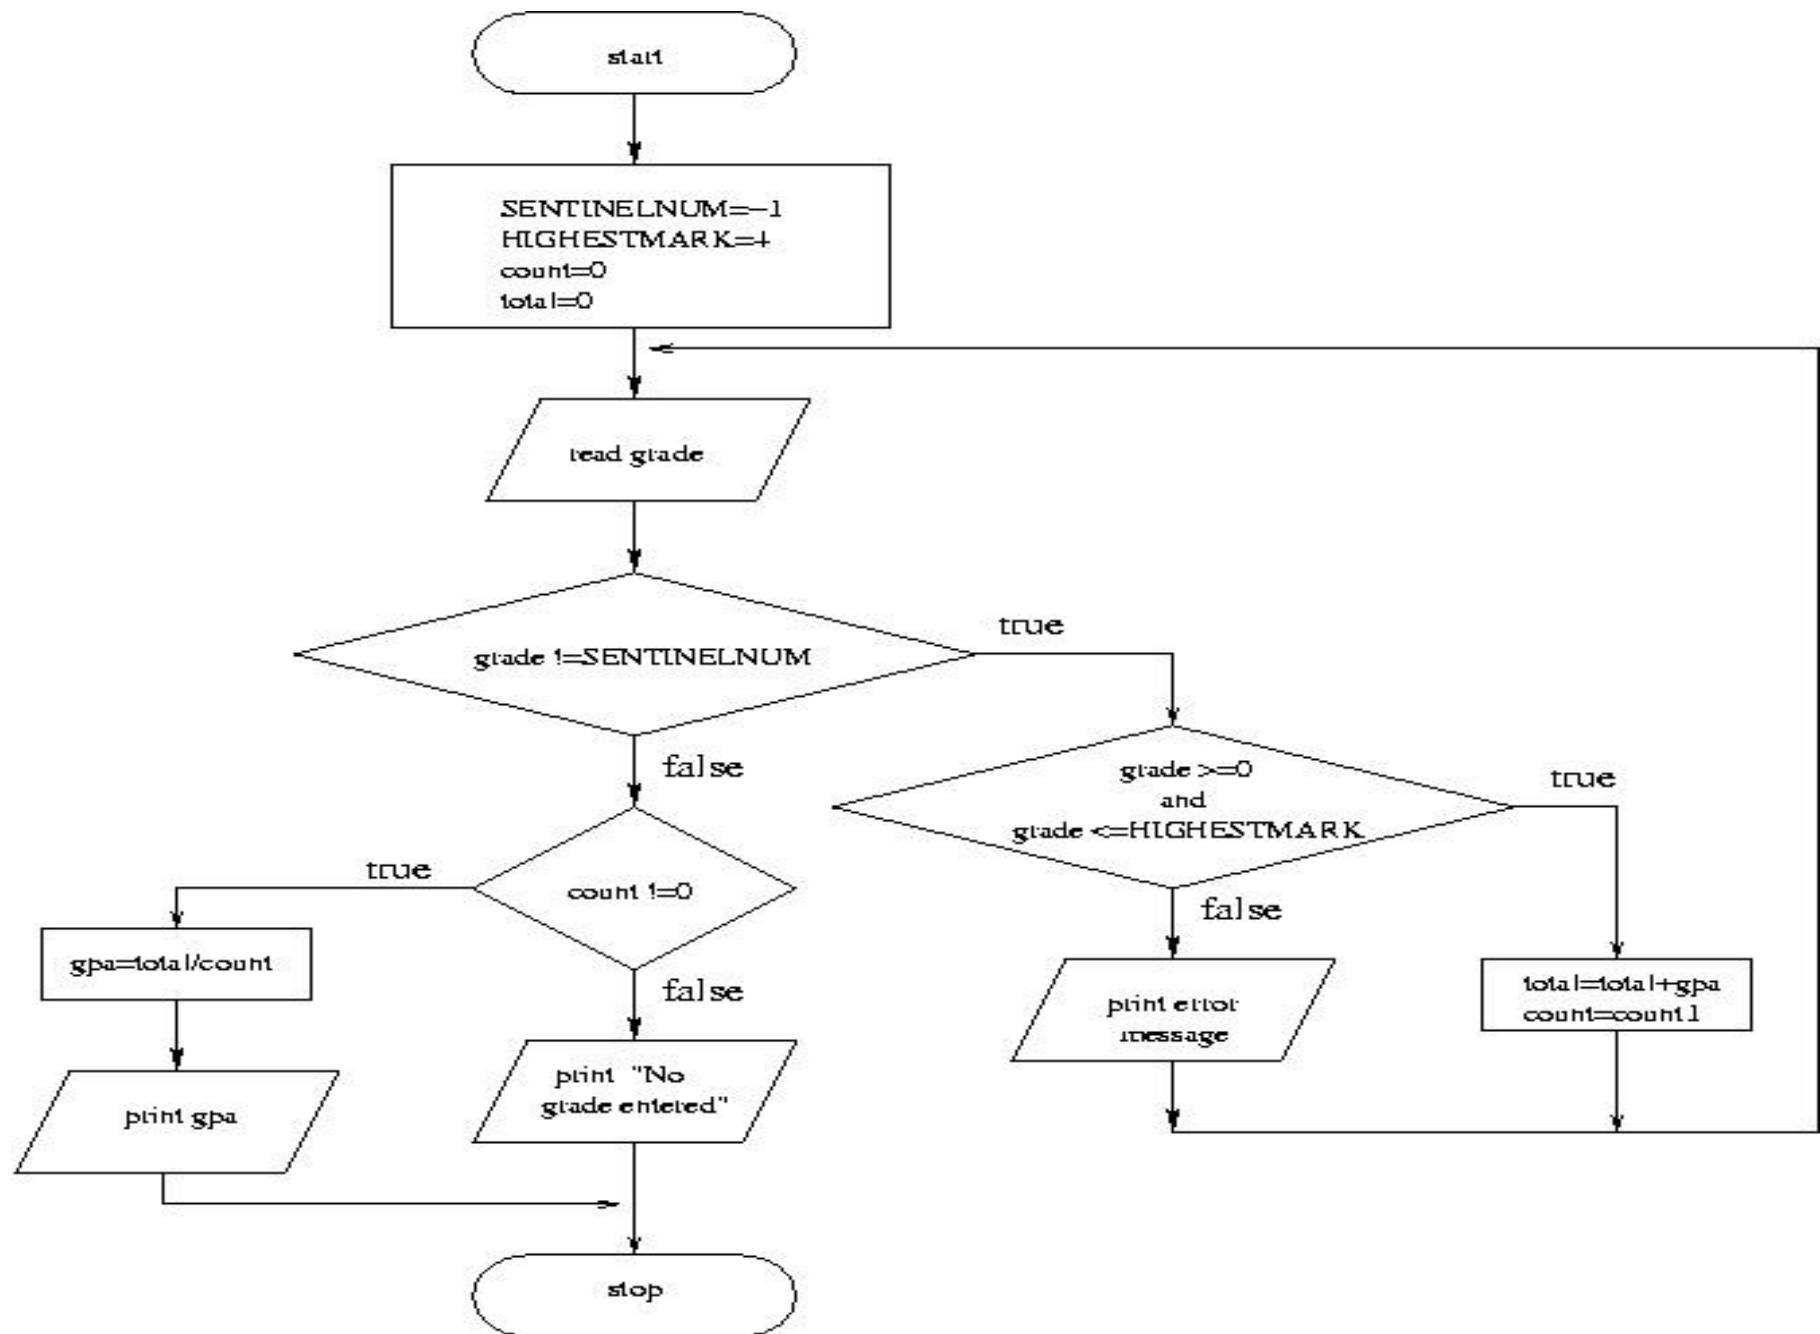 start
SENTINELNUM=-1
HIGHESTMARK=4
count=0
total=0
read grade
grade !=SENTINELNUM
true
false
grade >=0
and
grade <=HIGHESTMARK
true
true
count !=0
false
gpa=total/count
false
total=total+gpa
count=count1
print error
message
print "No
grade entered"
print gpa
stop